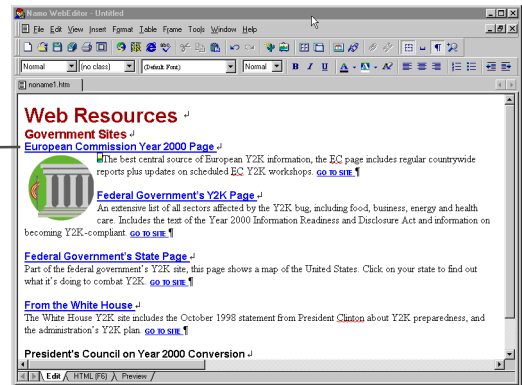 Namo WebEditor - Untitled
File Edit View Insert Format Table Frame Tools Window Help
Normal (no class) (Default Font) Normal B I U A
noname1.htm
Web Resources
Government Sites
European Commission Year 2000 Page
The best central source of European Y2K information, the EC page includes regular countrywide
reports plus updates on scheduled EC Y2K workshops. GO TO SITE ¶
Federal Government's Y2K Page
An extensive list of all sectors affected by the Y2K bug, including food, business, energy and health
care. Includes the text of the Year 2000 Information Readiness and Disclosure Act and information on
becoming Y2K-compliant. GO TO SITE ¶
Federal Government's State Page
Part of the federal government's Y2K site, this page shows a map of the United States. Click on your state to find out
what it's doing to combat Y2K. GO TO SITE ¶
From the White House
The White House Y2K site includes the October 1998 statement from President Clinton about Y2K preparedness, and
the administration's Y2K plan. GO TO SITE ¶
President's Council on Year 2000 Conversion
Edit HTML (F6) Preview